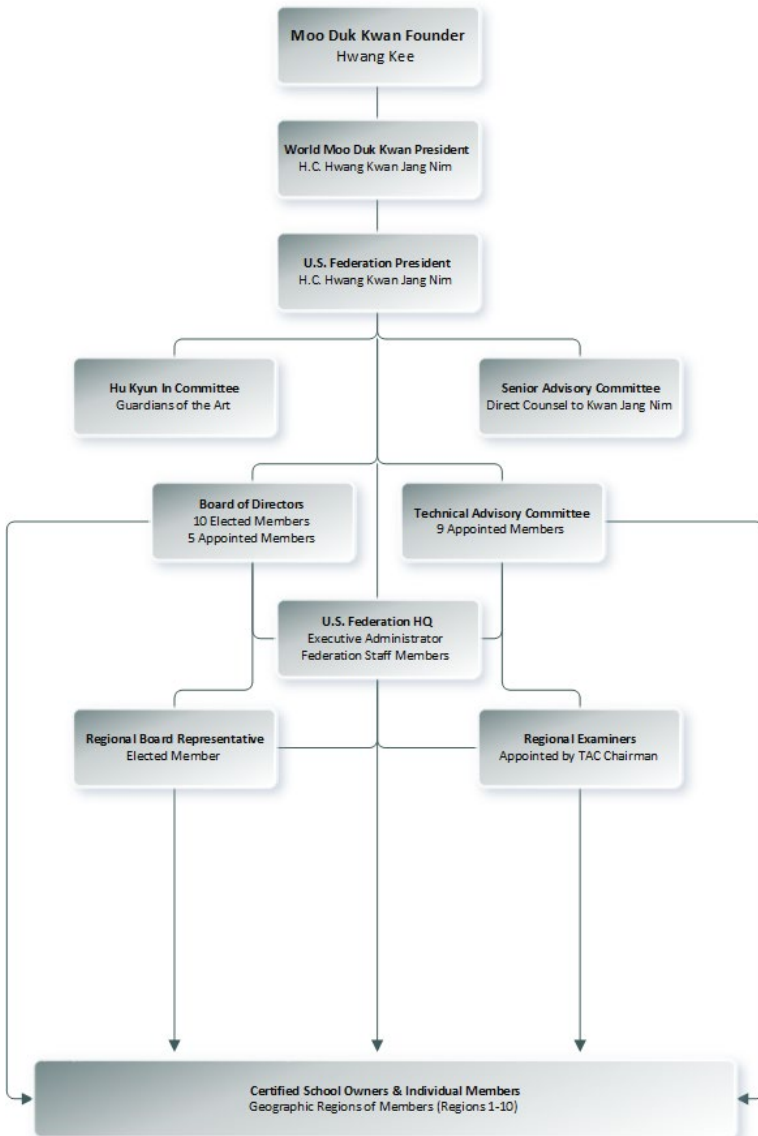 Moo Duk Kwan Founder
Hwang Kee
World Moo Duk Kwan President
H.C. Hwang Kwan Jang Nim
U.S. Federation President
H.C. Hwang Kwan Jang Nim
Hu Kyun In Committee
Guardians of the Art
Senior Advisory Committee
Direct Counsel to Kwan Jang Nim
Board of Directors
10 Elected Members
5 Appointed Members
Technical Advisory Committee
9 Appointed Members
U.S. Federation HQ
Executive Administrator
Federation Staff Members
Regional Board Representative
Elected Member
Regional Examiners
Appointed by TAC Chairman
Certified School Owners & Individual Members
Geographic Regions of Members (Regions 1-10)